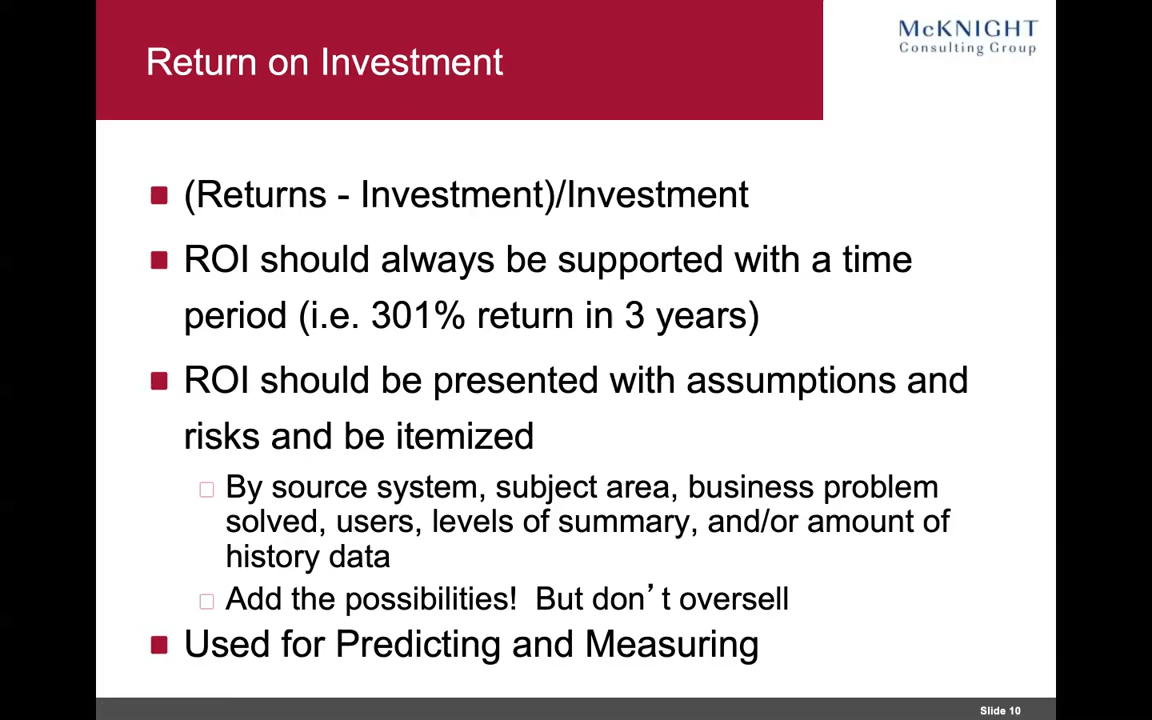 Return on Investment
McKNIGHT
Consulting Group
(Returns - Investment)/Investment
ROI should always be supported with a time
period (i.e. 301% return in 3 years)
ROI should be presented with assumptions and
risks and be itemized
By source system, subject area, business problem
solved, users, levels of summary, and/or amount of
history data
Add the possibilities! But don’t oversell
Used for Predicting and Measuring
Slide 10